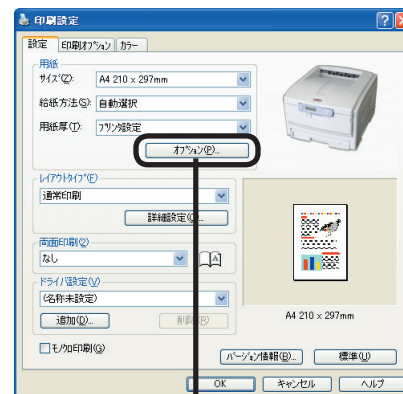 印刷設定
設定 印刷オプション カラー
用紙
サイズ(Z): A4 210 x 297mm
給紙方法(S): 自動選択
用紙厚(T): プリンタ設定
オプション(P)...
レイアウトタイプ(E)
通常印刷
詳細設定(O)...
両面印刷(2)
なし
A
ドライバ設定(V)
(名称未設定)
A4 210 x 297mm
追加(D)... 削除(R)
モノクロ印刷(G)
バージョン情報(B)... 標準(U)
OK キャンセル ヘルプ